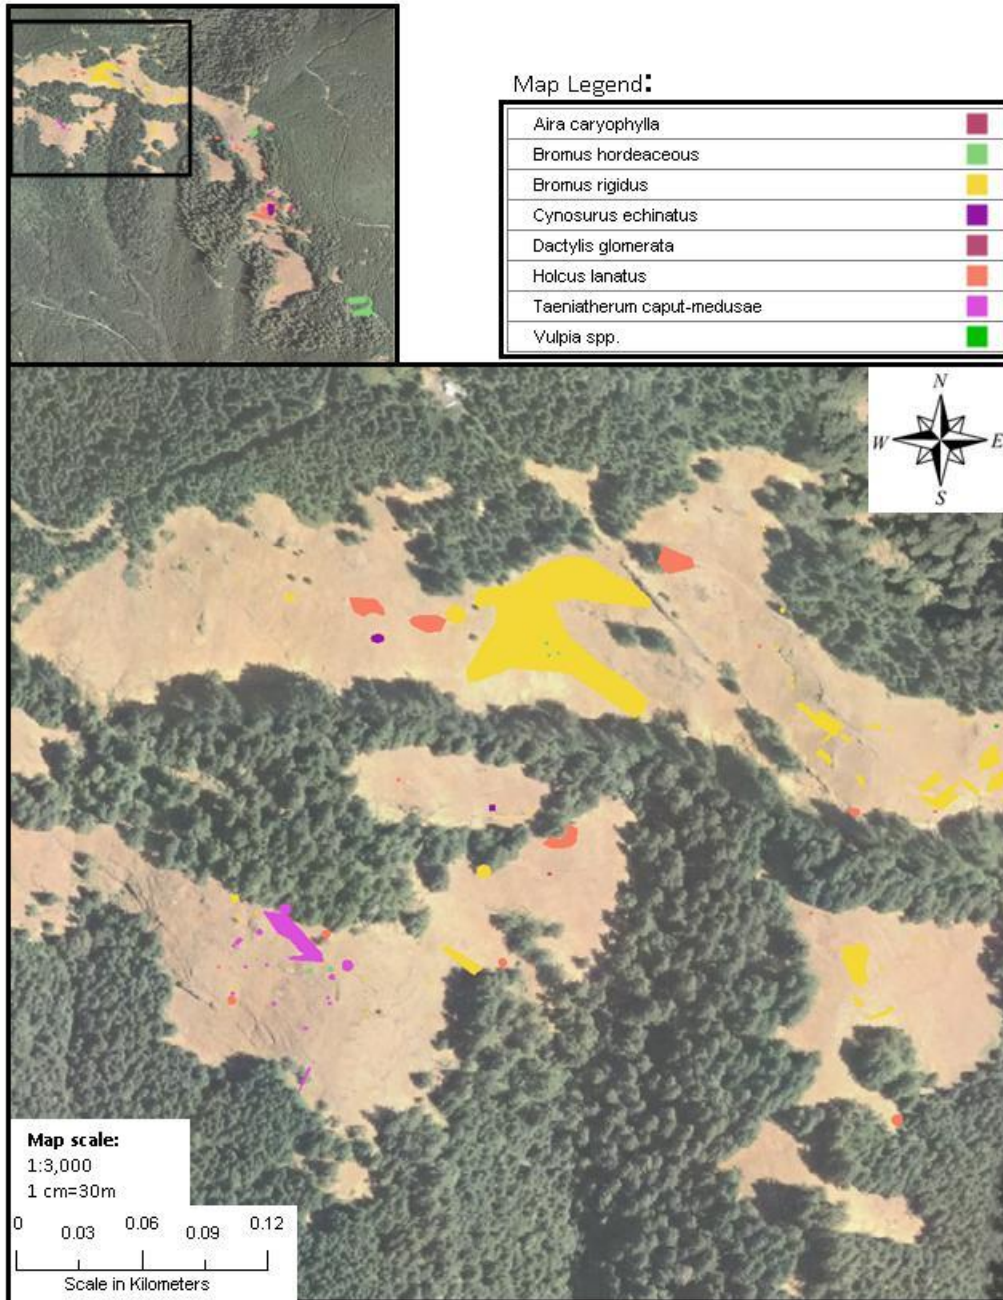 Map Legend:
Aira caryophylla
Bromus hordeaceous
Bromus rigidus
Cynosurus echinatus
Dactylis glomerata
Holcus lanatus
Taeniatherum caput-medusae
Vulpia spp.
N
W E
S
Map scale:
1:3,000
1 cm=30m
0 0.03 0.06 0.09 0.12
Scale in Kilometers